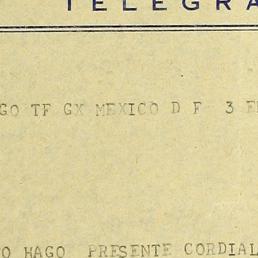 TELEGRA
GO TF GX MEXICO D F 3 E
O HAGO PRESENTE CORDIAL